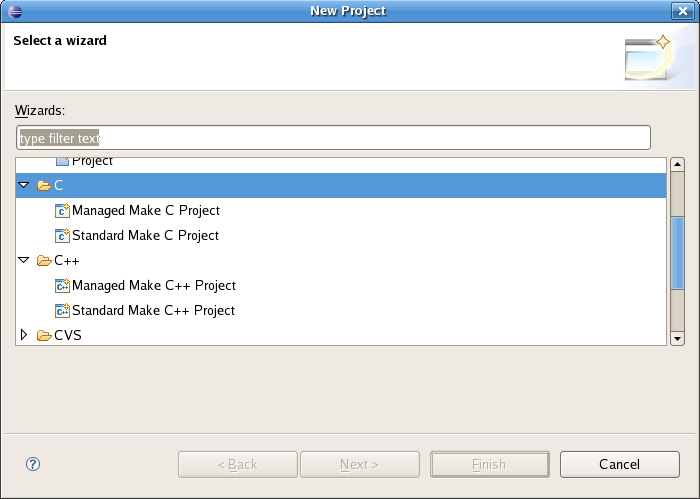 New Project
Select a wizard
Wizards:
type filter text
Project
C
Managed Make C Project
Standard Make C Project
C++
Managed Make C++ Project
Standard Make C++ Project
CVS
? < Back Next > Finish Cancel